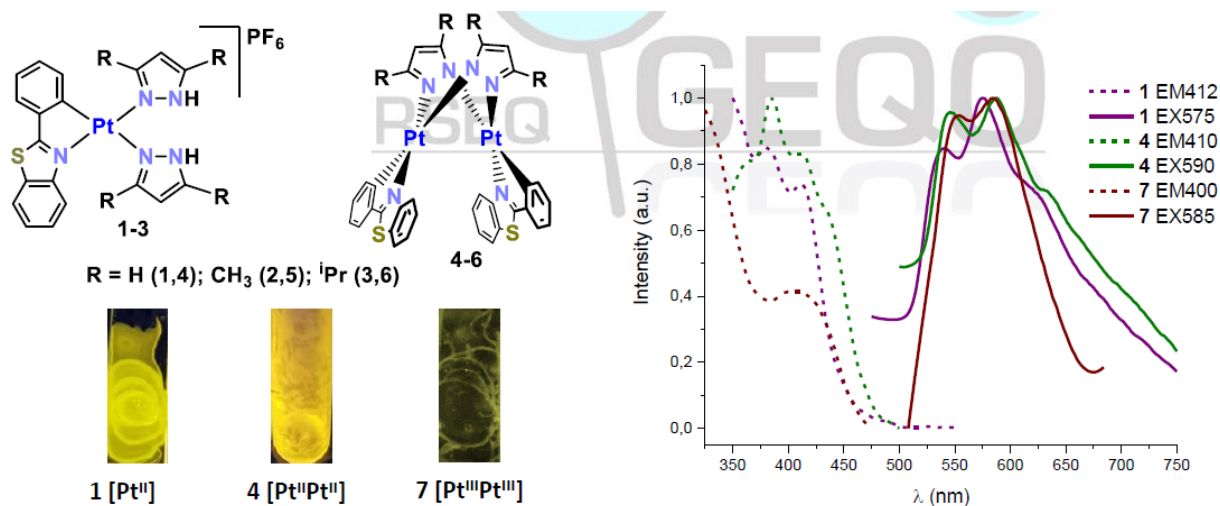 R
R
PF6
N
NH
Pt
N
N
NH
S
R
R
1-3
R
R
R
R
N
N
N
N
Pt
Pt
N
N
S
S
4-6
R = H (1,4); CH3 (2,5); iPr (3,6)
1 [PtII]
4 [PtIIPtII]
7 [PtIIIPtIII]
RSEQ
GEQO
1 EM412
1 EX575
4 EM410
4 EX590
7 EM400
7 EX585
Intensity (a.u.)
1,0
0,8
0,6
0,4
0,2
0,0
350 400 450 500 550 600 650 700 750
λ (nm)